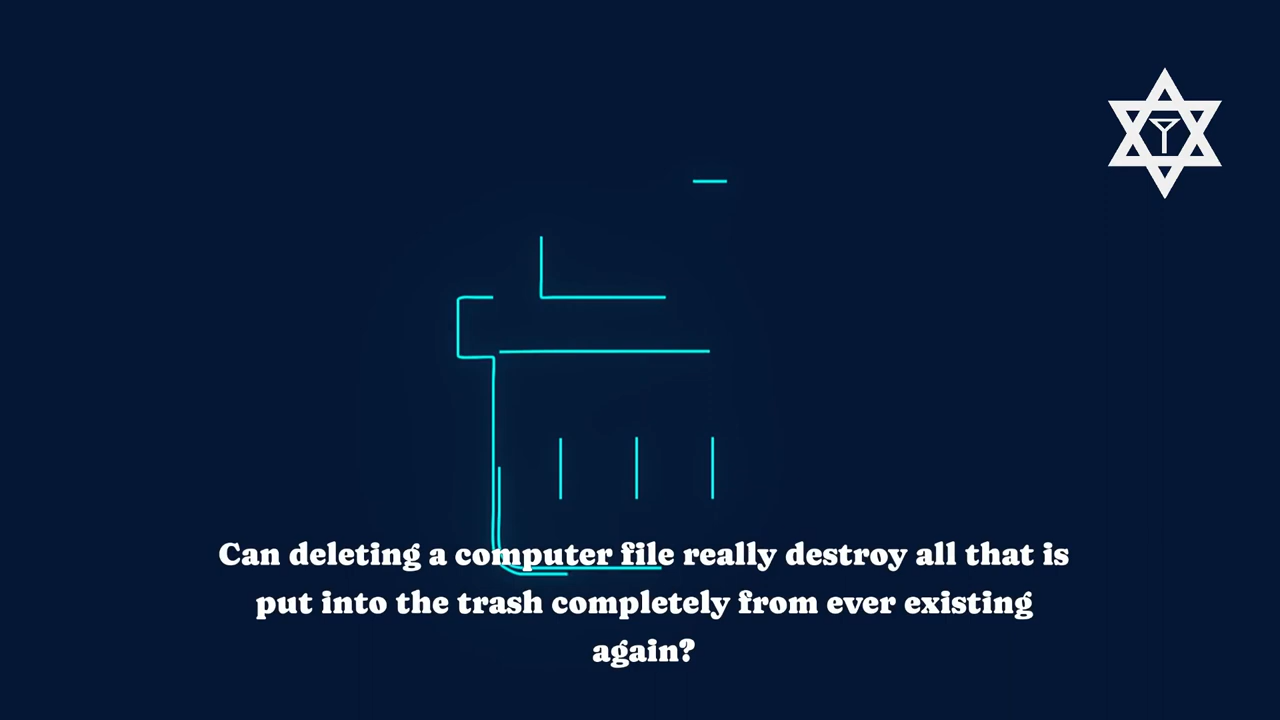 Can deleting a computer file really destroy all that is
put into the trash completely from ever existing
again?